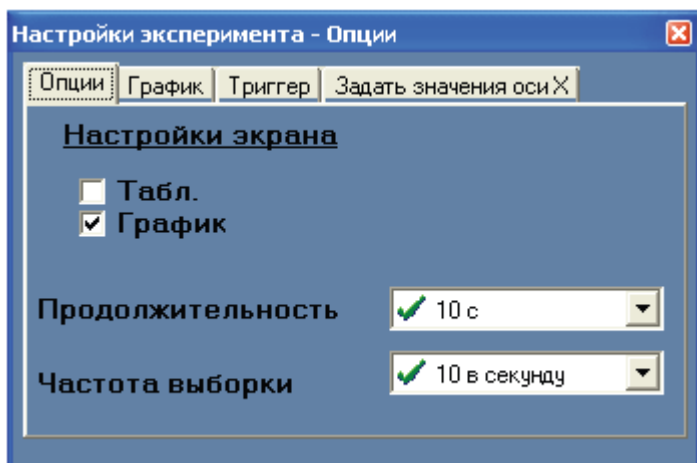 Настройки эксперимента - Опции
Опции График Триггер Задать значения оси X
Настройки экрана
Табл.
График
Продолжительность 10 с
Частота выборки 10 в секунду